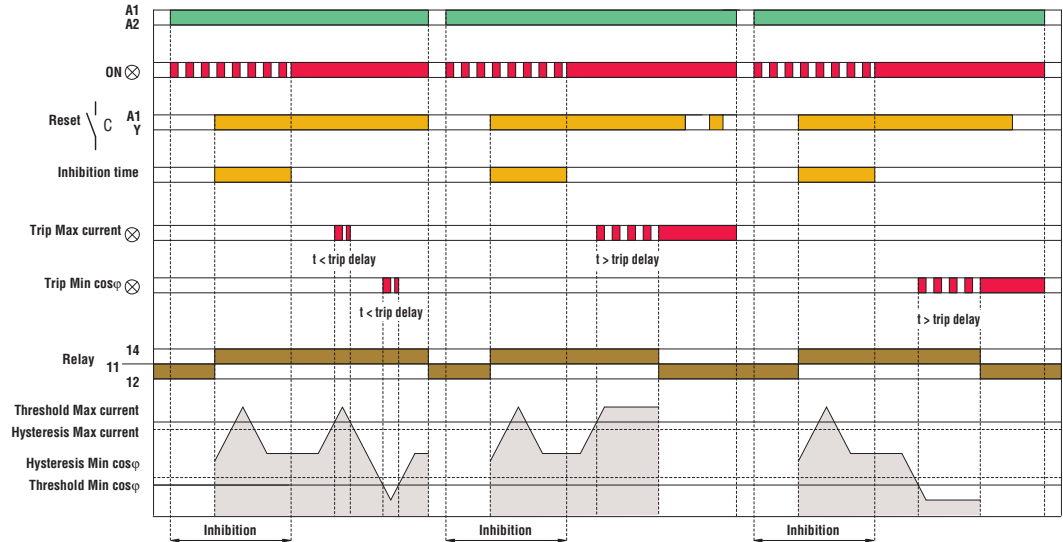 A1
A2
ON
Reset C A1
Y
Inhibition time
Trip Max current
t < trip delay t > trip delay
Trip Min cosφ
t < trip delay t > trip delay
14
Relay 11
12
Threshold Max current
Hysteresis Max current
Hysteresis Min cosφ
Threshold Min cosφ
Inhibition Inhibition Inhibition